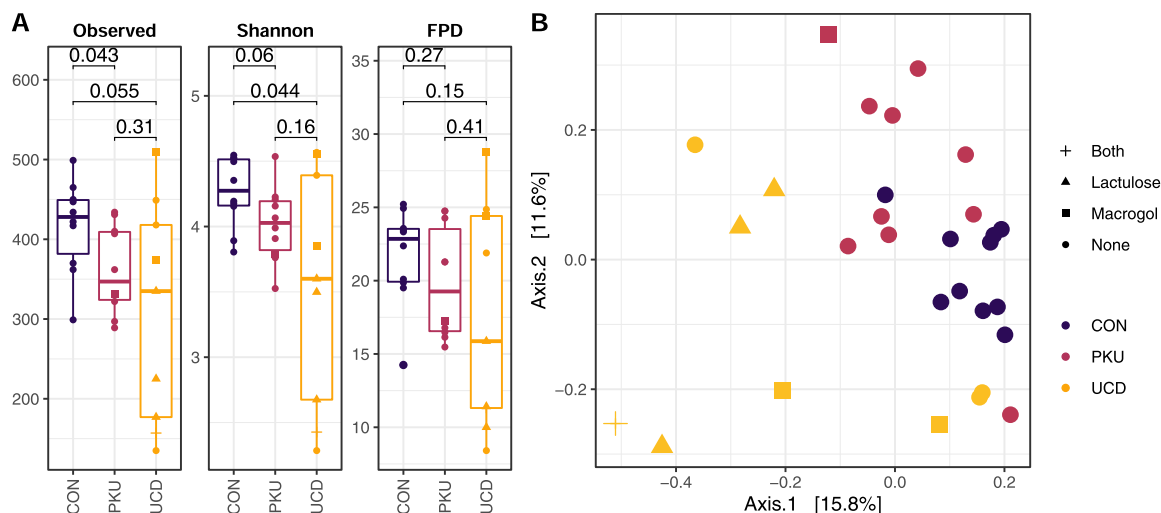 A
Observed
Shannon
FPD
0.043
0.055
0.31
600
500
400
300
200
CON
PKU
UCD
0.06
0.044
0.16
5
4
3
CON
PKU
UCD
0.27
0.15
0.41
35
30
25
20
15
10
CON
PKU
UCD
B
Axis.2 [11.6%]
0.2
0.0
−0.2
−0.4
−0.2
0.0
0.2
Axis.1 [15.8%]
Both
Lactulose
Macrogol
None
CON
PKU
UCD